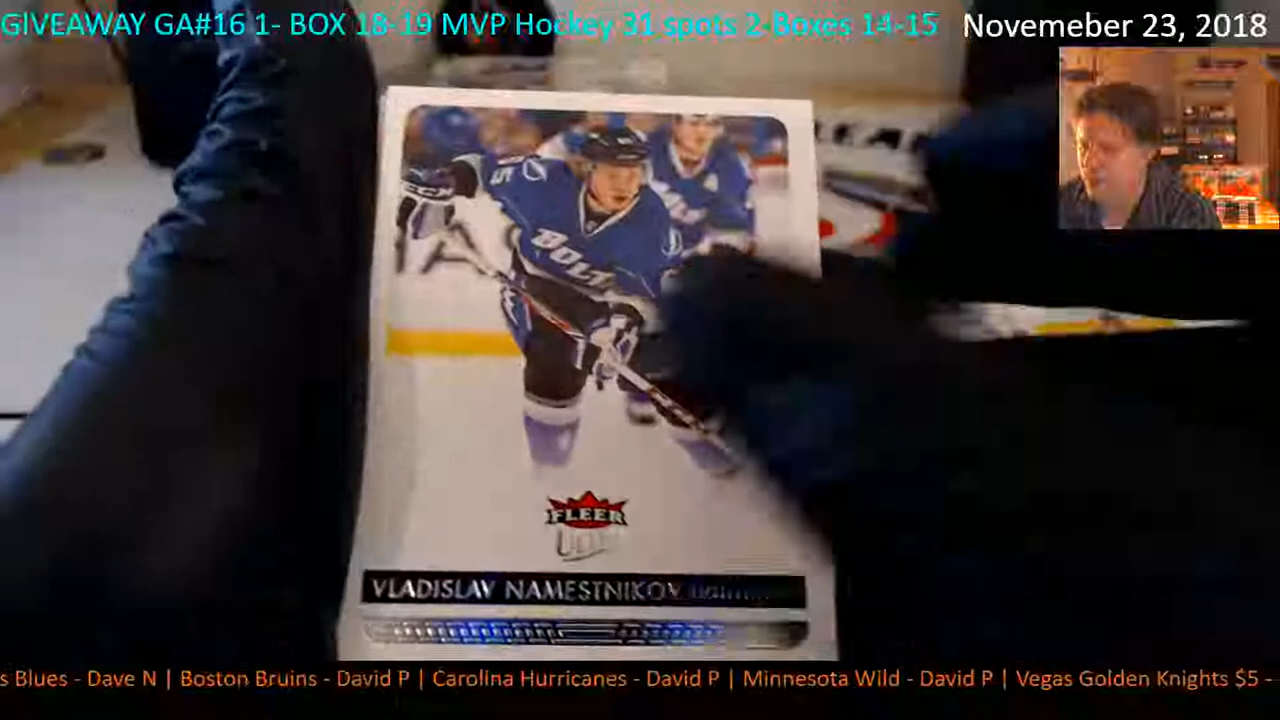 GIVEAWAY GA#16 1- BOX 18-19 MVP Hockey 31 spots 2-Boxes 14-15
Novemeber 23, 2018
BOLT
FLEER
ULTRA
VLADISLAV NAMESTNIKOV
s Blues - Dave N | Boston Bruins - David P | Carolina Hurricanes - David P | Minnesota Wild - David P | Vegas Golden Knights $5 -